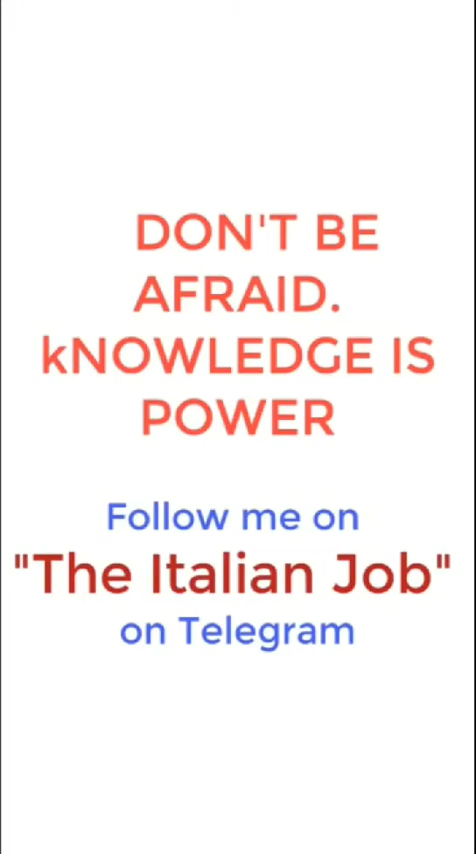 DON'T BE
AFRAID.
kNOWLEDGE IS
POWER
Follow me on
"The Italian Job"
on Telegram